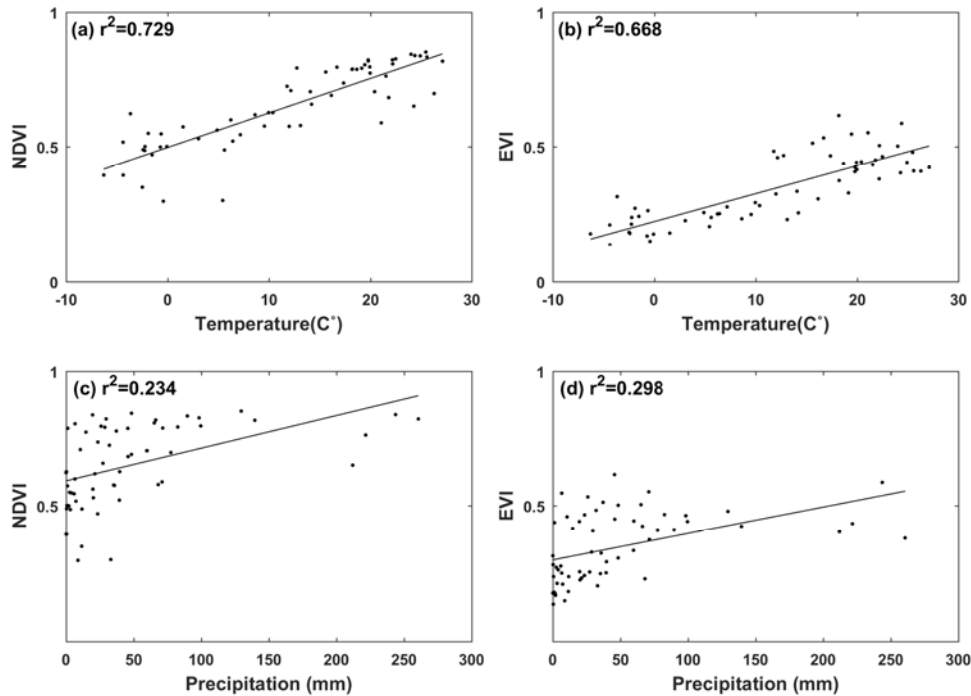 (a) r²=0.729
1
0.5
0
NDVI
-10 0 10 20 30
Temperature(C˚)
(b) r²=0.668
1
0.5
0
EVI
-10 0 10 20 30
Temperature(C˚)
(c) r²=0.234
1
0.5
NDVI
0 50 100 150 200 250 300
Precipitation (mm)
(d) r²=0.298
1
0.5
EVI
0 50 100 150 200 250 300
Precipitation (mm)